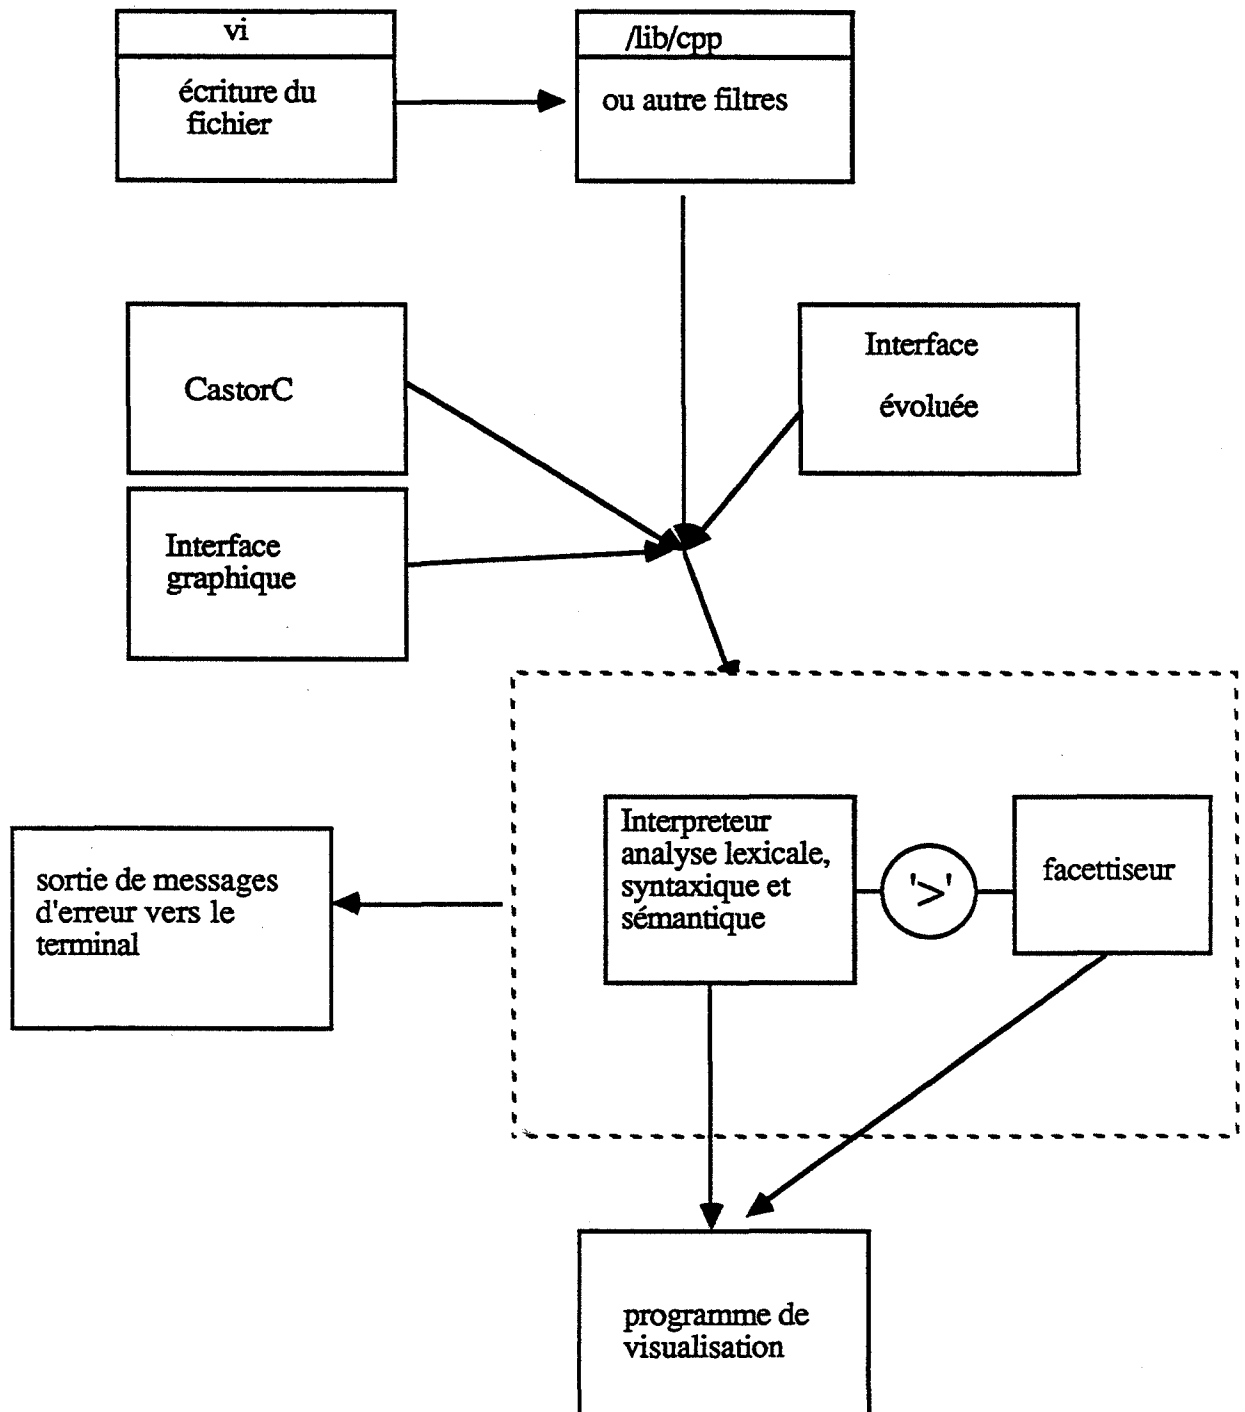 vi
écriture du
fichier
/lib/cpp
ou autre filtres
CastorC
Interface
évoluée
Interface
graphique
Interpreteur
analyse lexicale,
syntaxique et
sémantique
'>'
facettiseur
sortie de messages
d'erreur vers le
terminal
programme de
visualisation